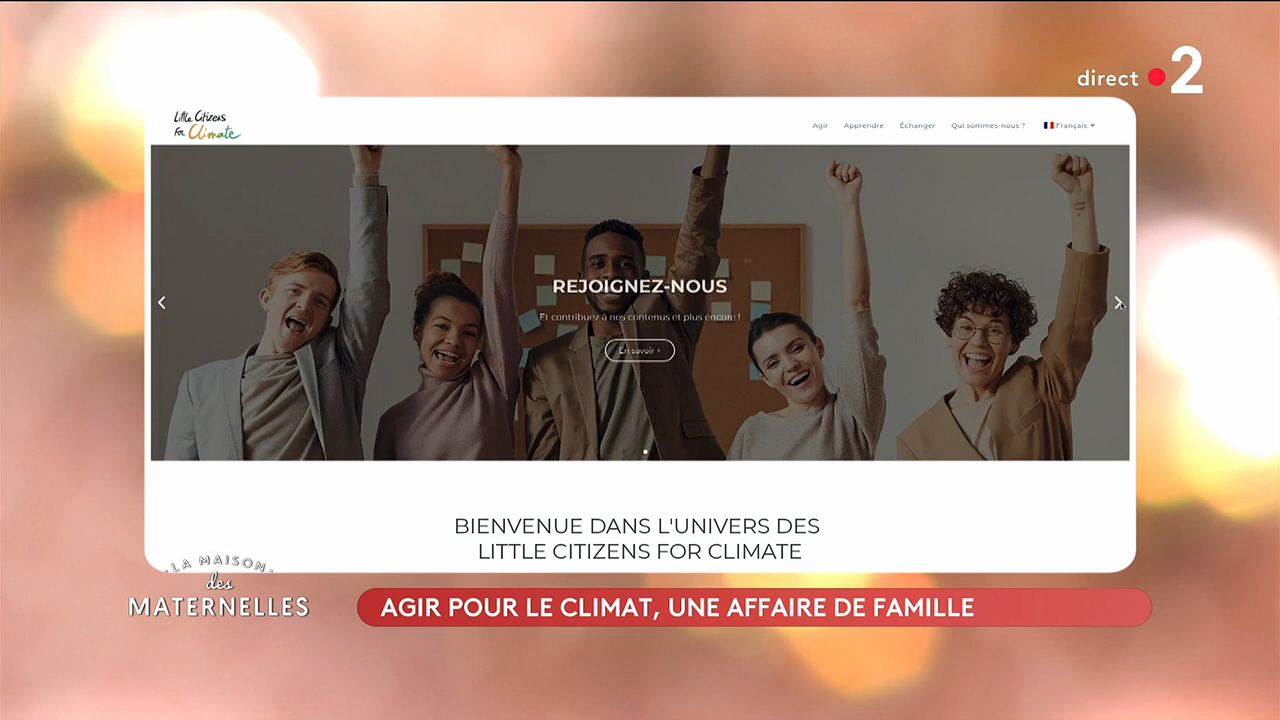 direct 2
Little Citizens
For Climate
Agir Apprendre Échanger Qui sommes-nous ? Français
REJOIGNEZ-NOUS
Et contribuez à nos contenus et plus encore !
En savoir +
BIENVENUE DANS L'UNIVERS DES
LITTLE CITIZENS FOR CLIMATE
LA MAISON
des
MATERNELLES
AGIR POUR LE CLIMAT, UNE AFFAIRE DE FAMILLE